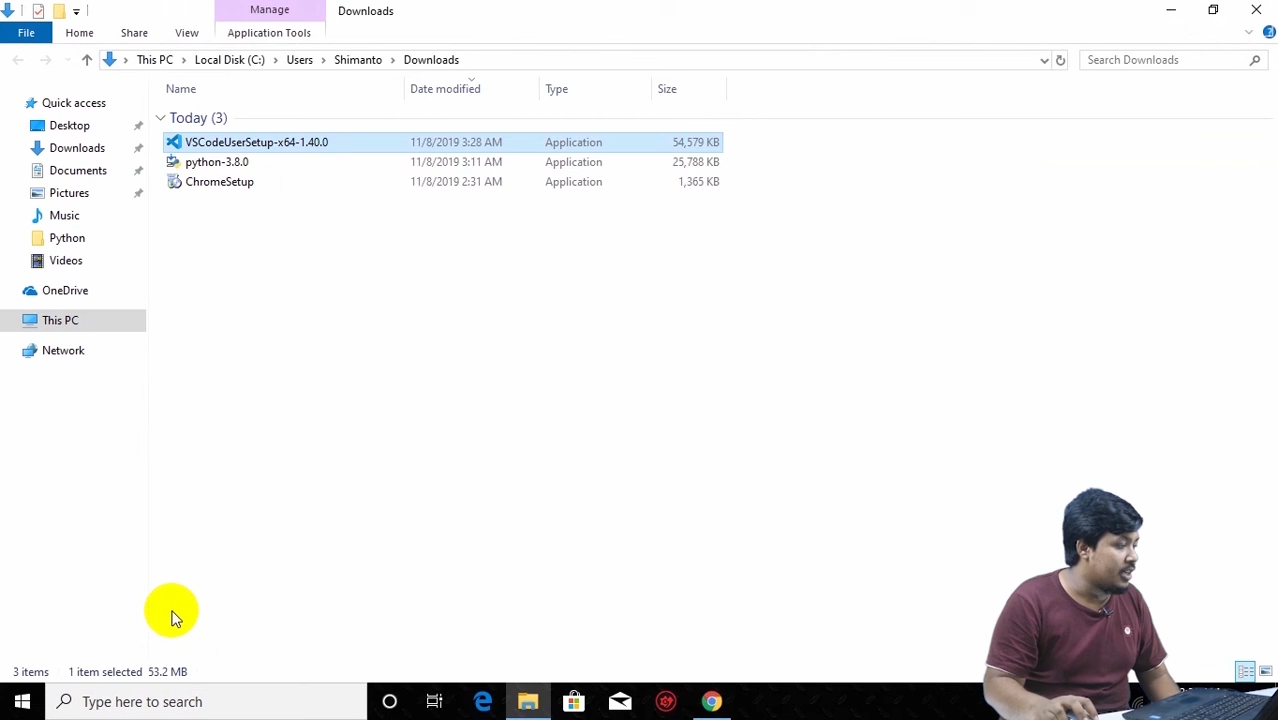 Manage
Downloads
File
Home
Share
View
Application Tools
This PC
Local Disk (C:)
Users
Shimanto
Downloads
Search Downloads
Name
Date modified
Type
Size
Quick access
Desktop
Downloads
Documents
Pictures
Music
Python
Videos
OneDrive
This PC
Network
Today (3)
VSCodeUserSetup-x64-1.40.0 11/8/2019 3:28 AM Application 54,579 KB
python-3.8.0 11/8/2019 3:11 AM Application 25,788 KB
ChromeSetup 11/8/2019 2:31 AM Application 1,365 KB
3 items 1 item selected 53.2 MB
Type here to search